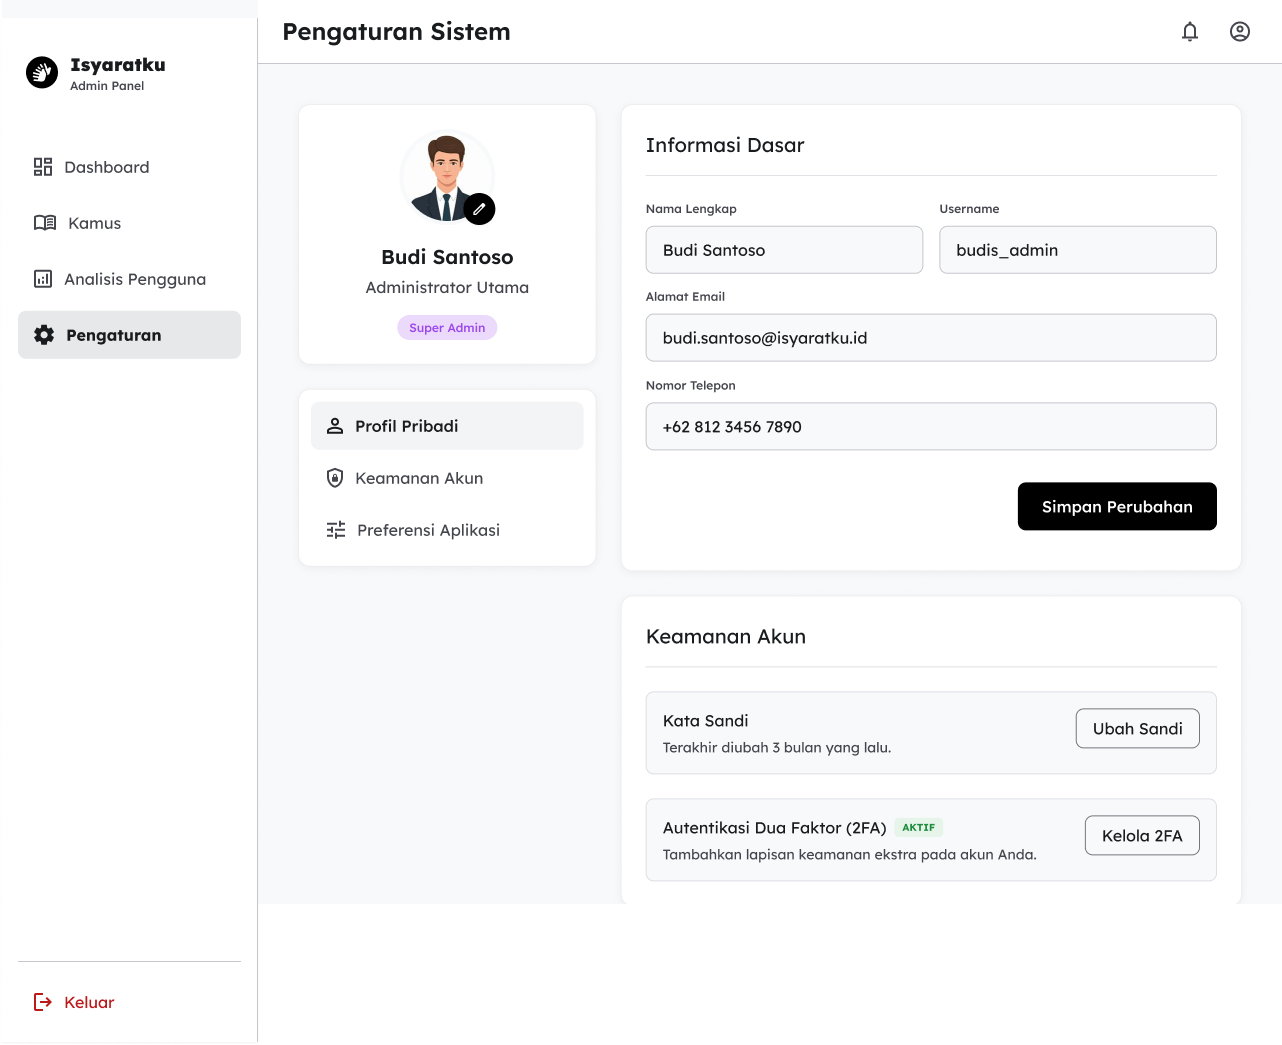 Isyaratku
Admin Panel
Dashboard
Kamus
Analisis Pengguna
Pengaturan
Keluar
Pengaturan Sistem
Budi Santoso
Administrator Utama
Super Admin
Profil Pribadi
Keamanan Akun
Preferensi Aplikasi
Informasi Dasar
Nama Lengkap
Budi Santoso
Username
budis_admin
Alamat Email
budi.santoso@isyaratku.id
Nomor Telepon
+62 812 3456 7890
Simpan Perubahan
Keamanan Akun
Kata Sandi
Terakhir diubah 3 bulan yang lalu.
Ubah Sandi
Autentikasi Dua Faktor (2FA) AKTIF
Tambahkan lapisan keamanan ekstra pada akun Anda.
Kelola 2FA